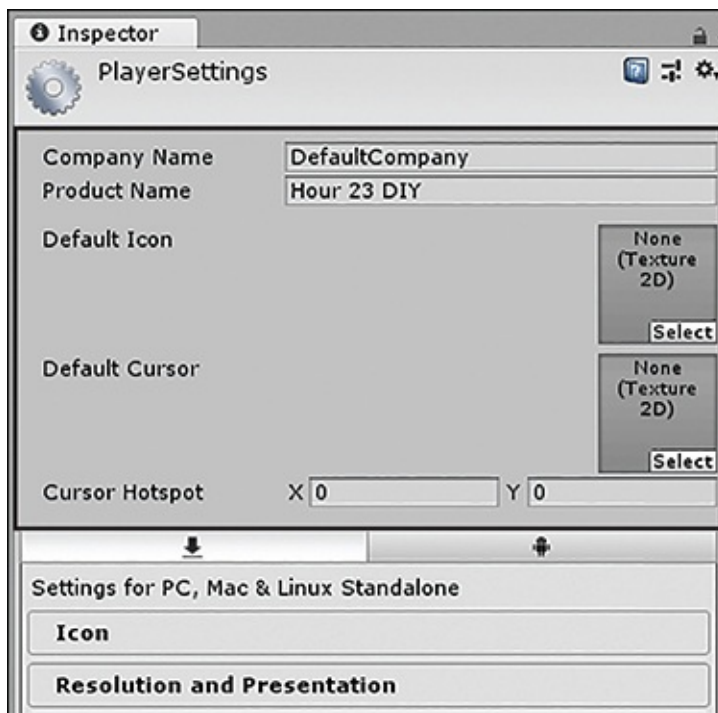 Inspector
PlayerSettings
Company Name DefaultCompany
Product Name Hour 23 DIY
Default Icon
None
(Texture
2D)
Select
Default Cursor
None
(Texture
2D)
Select
Cursor Hotspot X 0 Y 0
Settings for PC, Mac & Linux Standalone
Icon
Resolution and Presentation